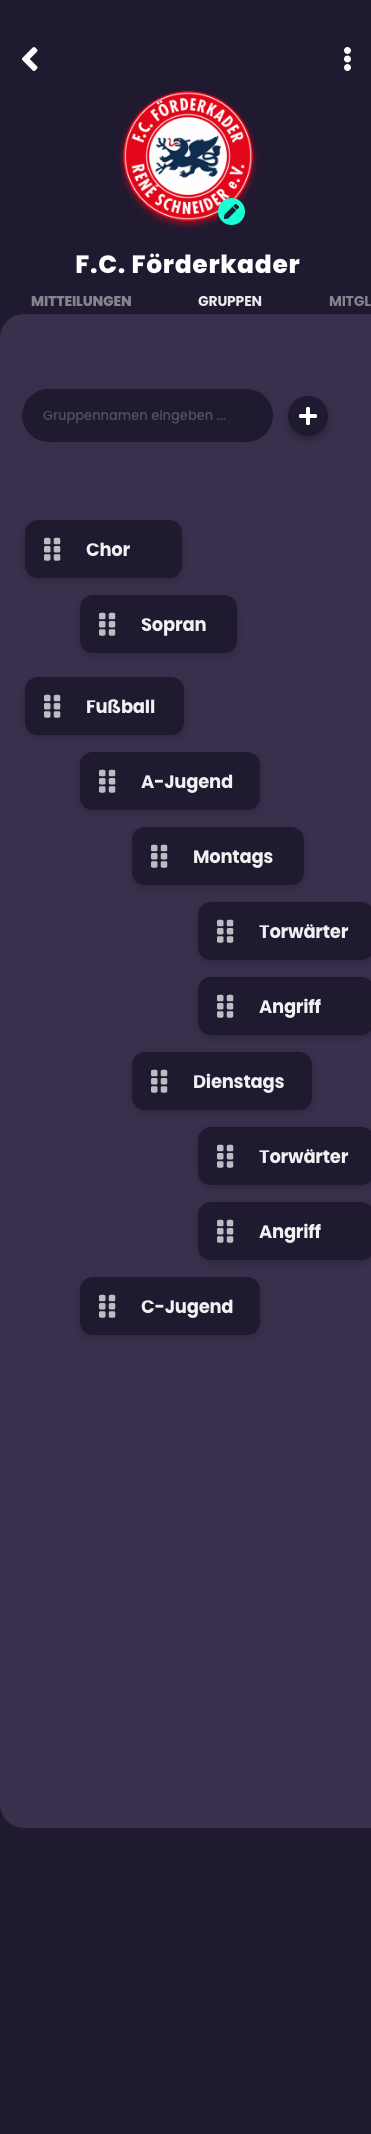 F.C. FÖRDERKADER
RENÉ SCHNEIDER e.V.
F.C. Förderkader
MITTEILUNGEN GRUPPEN MITGL
Gruppennamen eingeben ...
Chor
Sopran
Fußball
A-Jugend
Montags
Torwärter
Angriff
Dienstags
Torwärter
Angriff
C-Jugend